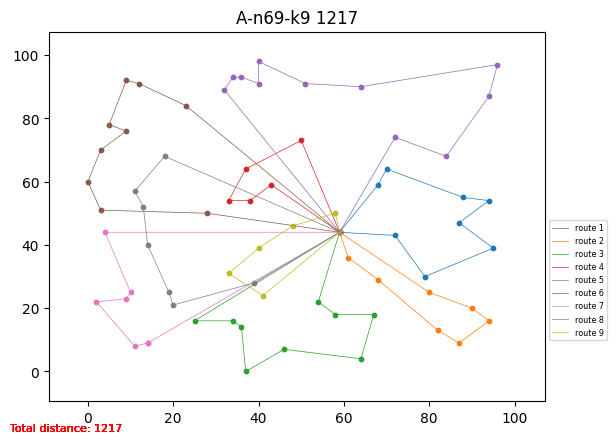 A-n69-k9 1217
100
80
60
40
20
0
0 20 40 60 80 100
route 1
route 2
route 3
route 4
route 5
route 6
route 7
route 8
route 9
Total distance: 1217